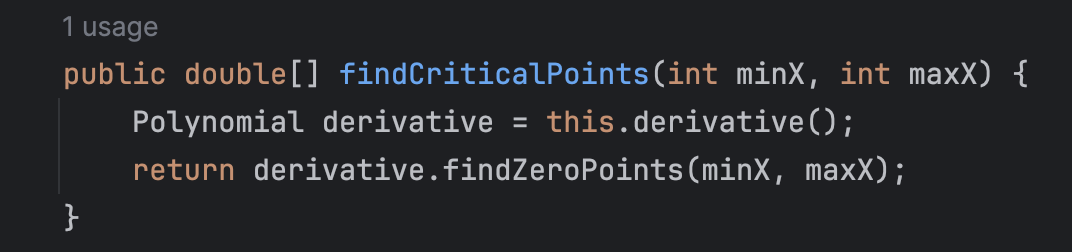 1 usage
public double[] findCriticalPoints(int minX, int maxX) {
    Polynomial derivative = this.derivative();
    return derivative.findZeroPoints(minX, maxX);
}